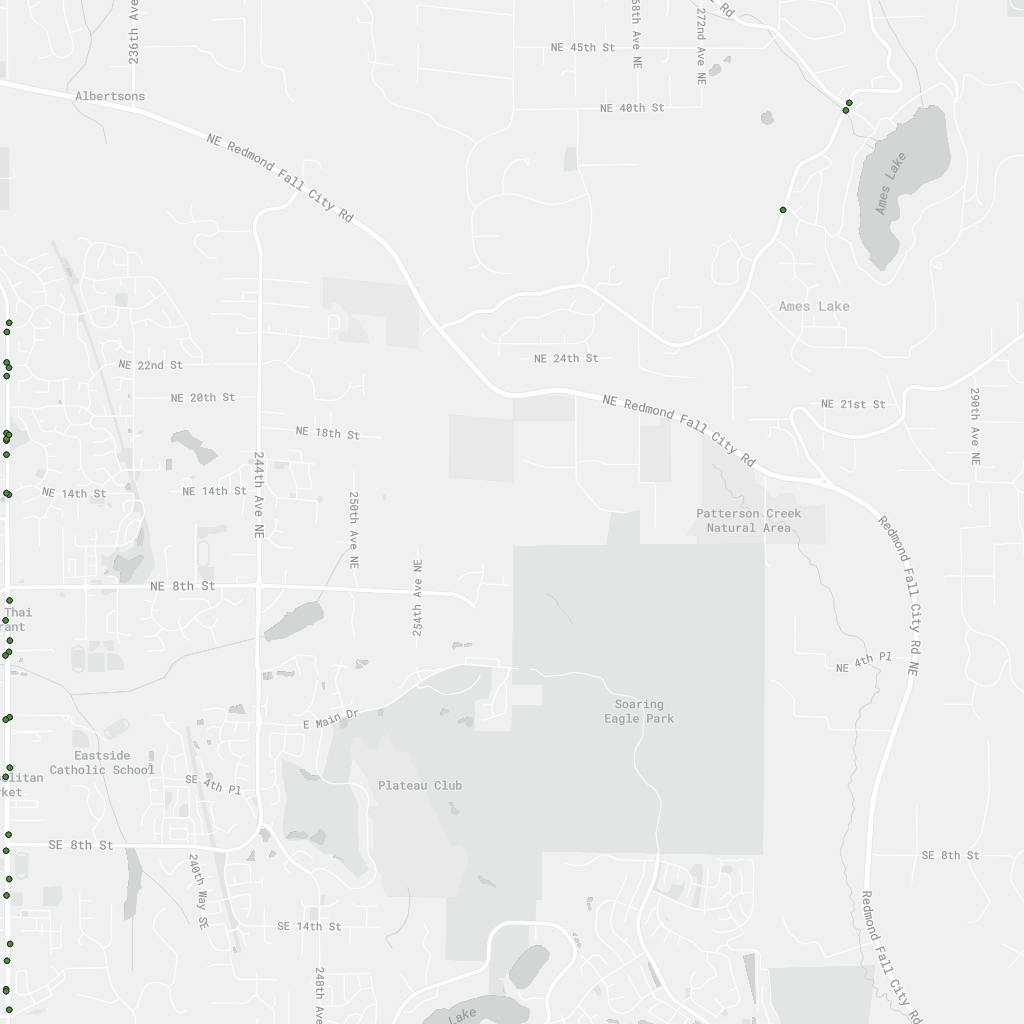 236th Ave
Rd
272nd Ave NE
NE 45th St
NE 40th St
Albertsons
NE Redmond Fall City Rd
Ames Lake
Ames Lake
NE 22nd St
NE 24th St
NE 20th St
NE Redmond Fall City Rd
NE 21st St
290th Ave NE
NE 18th St
244th Ave NE
NE 14th St
NE 14th St
250th Ave NE
Patterson Creek
Natural Area
Redmond Fall City Rd NE
NE 8th St
254th Ave NE
Thai
rant
NE 4th Pl
E Main Dr
Soaring
Eagle Park
Eastside
Catholic School
SE 4th Pl
litan
ket
Plateau Club
SE 8th St
SE 8th St
240th Way SE
SE 14th St
Redmond Fall City Rd
248th Ave
Lake